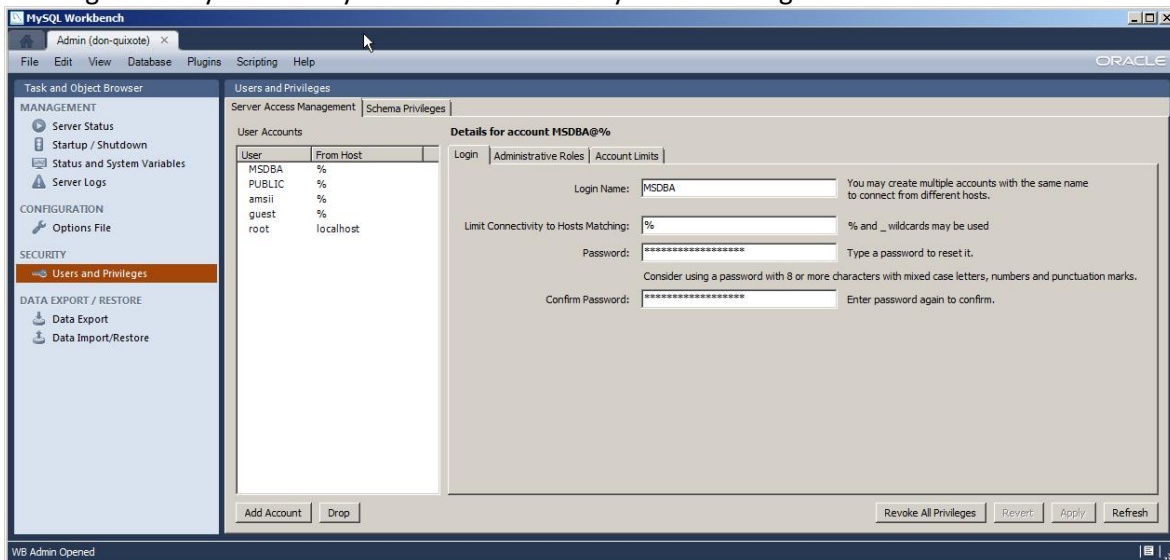 MySQL Workbench
Admin (don-quixote) ×
File Edit View Database Plugins Scripting Help
ORACLE
Task and Object Browser
MANAGEMENT
Server Status
Startup / Shutdown
Status and System Variables
Server Logs
CONFIGURATION
Options File
SECURITY
Users and Privileges
DATA EXPORT / RESTORE
Data Export
Data Import/Restore
Users and Privileges
Server Access Management Schema Privileges
User Accounts
User From Host
MSDBA %
PUBLIC %
amsii %
guest %
root localhost
Add Account Drop
Details for account MSDBA@%
Login Administrative Roles Account Limits
Login Name: MSDBA You may create multiple accounts with the same name
to connect from different hosts.
Limit Connectivity to Hosts Matching: % % and _ wildcards may be used
Password: ****************** Type a password to reset it.
Consider using a password with 8 or more characters with mixed case letters, numbers and punctuation marks.
Confirm Password: ****************** Enter password again to confirm.
Revoke All Privileges Revert Apply Refresh
WB Admin Opened